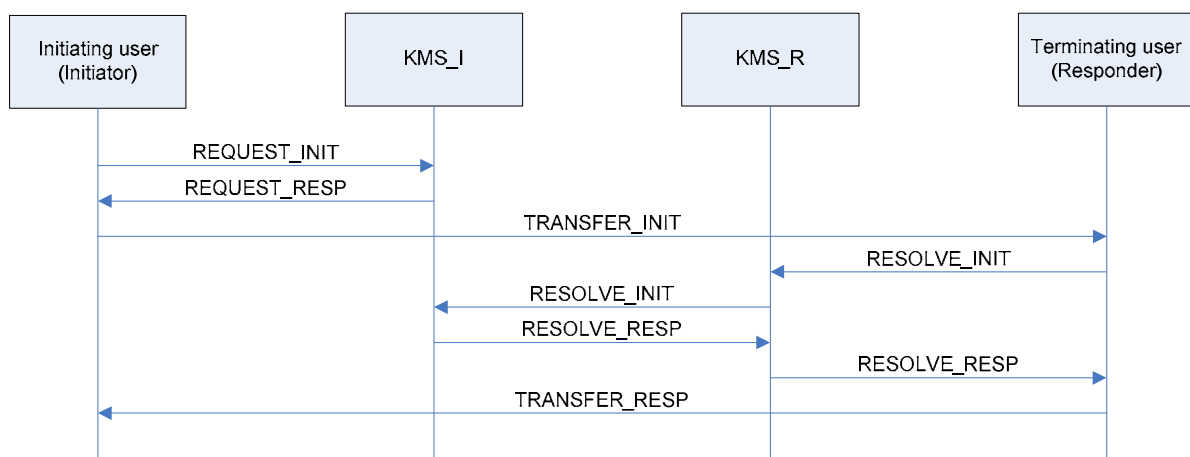 Initiating user
(Initiator)
KMS_I
KMS_R
Terminating user
(Responder)
REQUEST_INIT
REQUEST_RESP
TRANSFER_INIT
RESOLVE_INIT
RESOLVE_INIT
RESOLVE_RESP
RESOLVE_RESP
TRANSFER_RESP